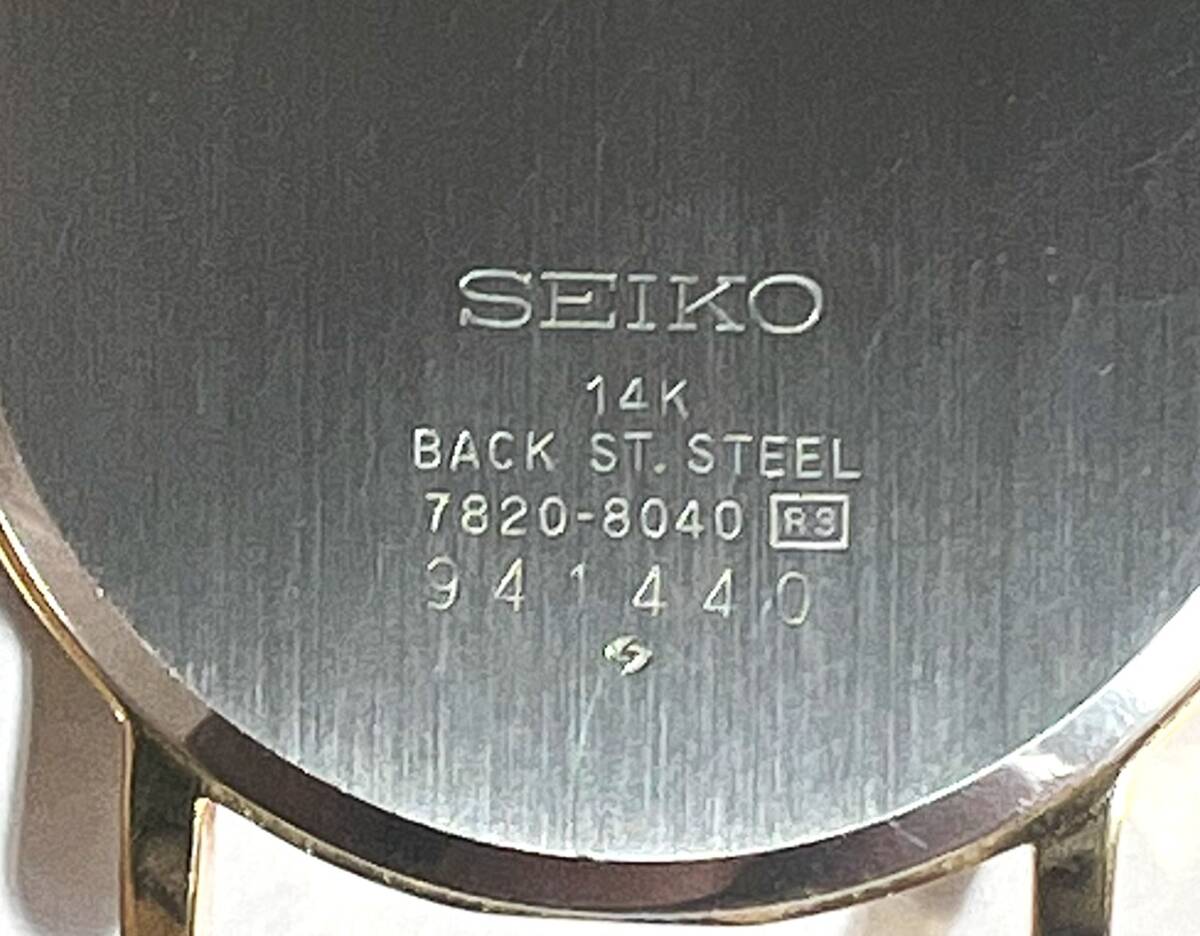 SEIKO
14K
BACK ST. STEEL
7820-8040 R3
941440